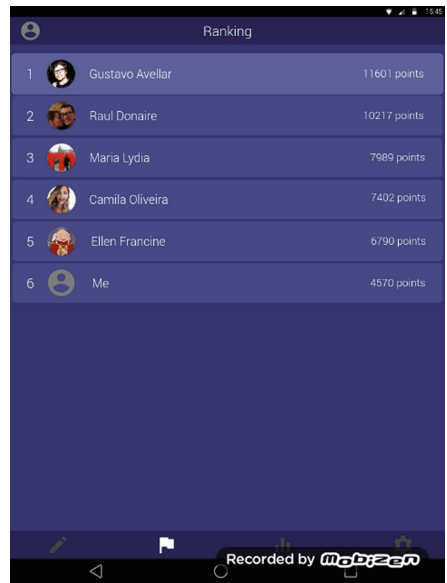 15:45
Ranking
1 Gustavo Avellar 11601 points
2 Raul Donaire 10217 points
3 Maria Lydia 7989 points
4 Camila Oliveira 7402 points
5 Ellen Francine 6790 points
6 Me 4570 points
Recorded by mobizen